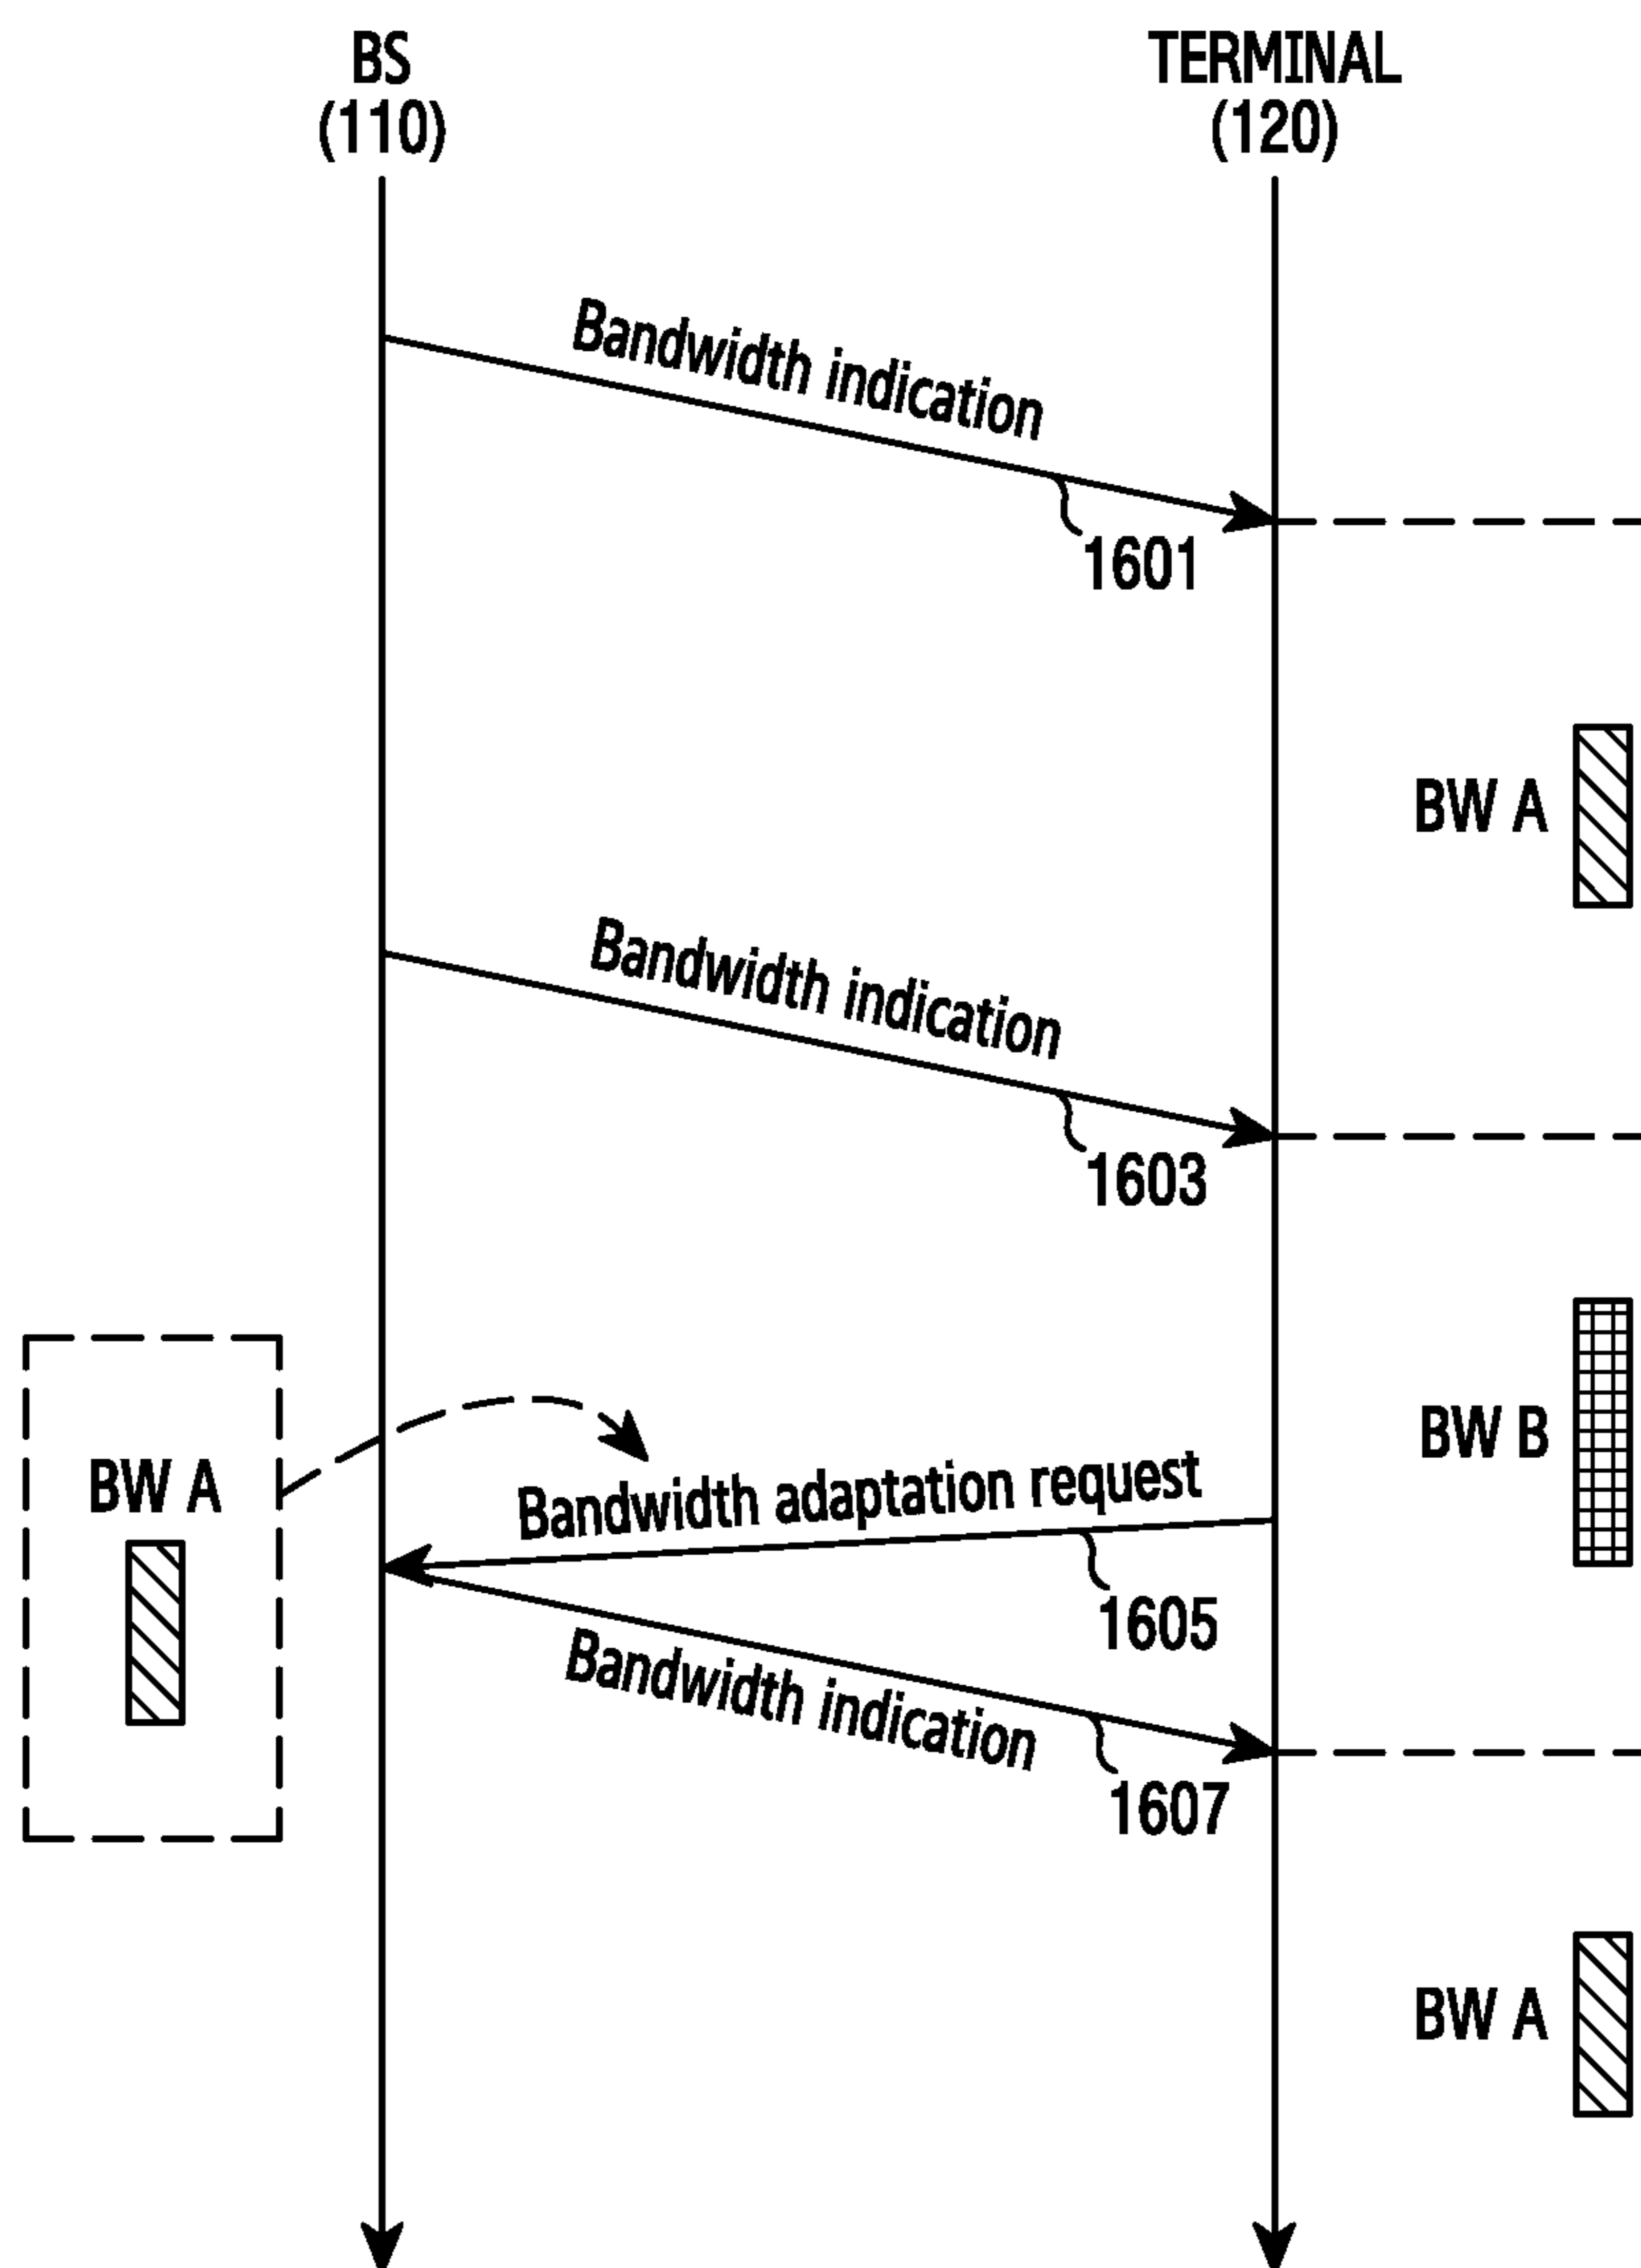 BS
(110)
TERMINAL
(120)
Bandwidth indication
1601
BW A
Bandwidth indication
1603
BW B
BW A
Bandwidth adaptation request
1605
Bandwidth indication
1607
BW A